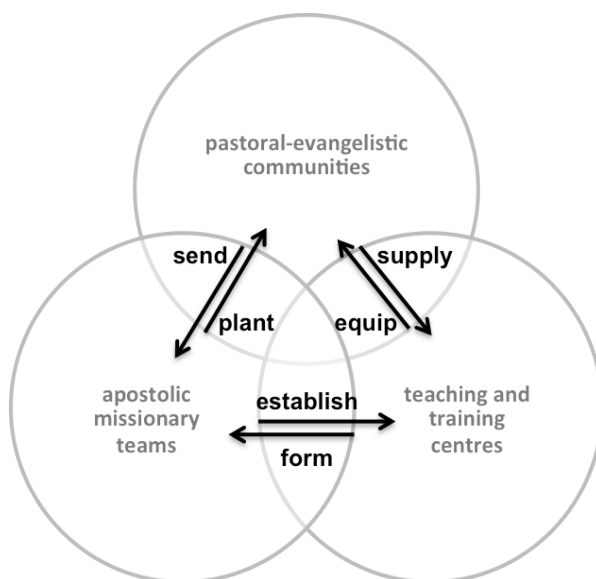 pastoral-evangelistic
communities
send
supply
plant
equip
apostolic
missionary
teams
establish
form
teaching and
training
centres